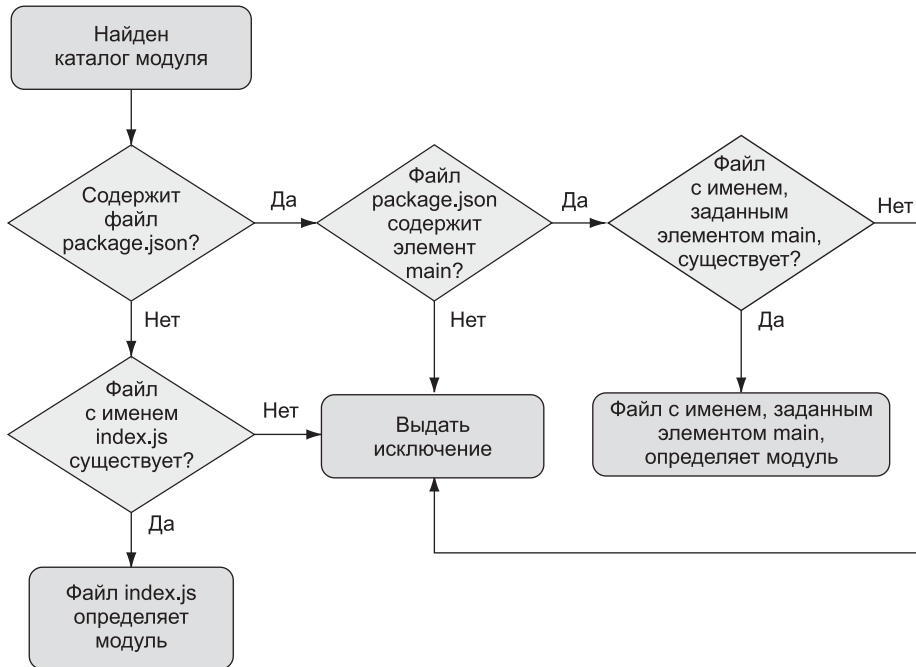 Найден
каталог модуля
Содержит
файл
package.json?
Да
Файл
package.json
содержит
элемент
main?
Да
Файл
с именем,
заданным
элементом main,
существует?
Нет
Нет
Нет
Да
Файл
с именем
index.js
существует?
Нет
Выдать
исключение
Файл с именем, заданным
элементом main,
определяет модуль
Да
Файл index.js
определяет
модуль